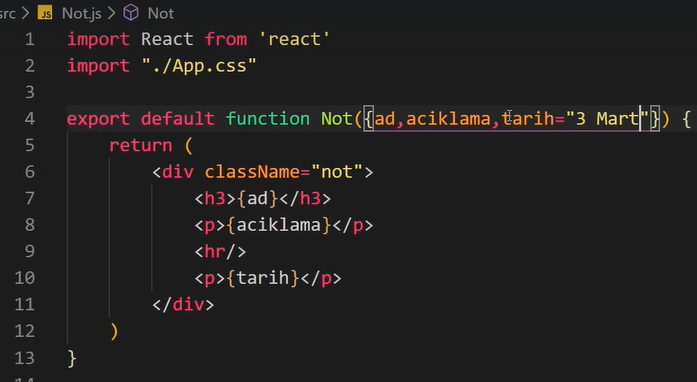 src > JS Not.js > Not
1 import React from 'react'
2 import "./App.css"
3
4 export default function Not({ad,aciklama,tarih="3 Mart"}) {
5 return (
6 <div className="not">
7 <h3>{ad}</h3>
8 <p>{aciklama}</p>
9 <hr/>
10 <p>{tarih}</p>
11 </div>
12 )
13 }
14